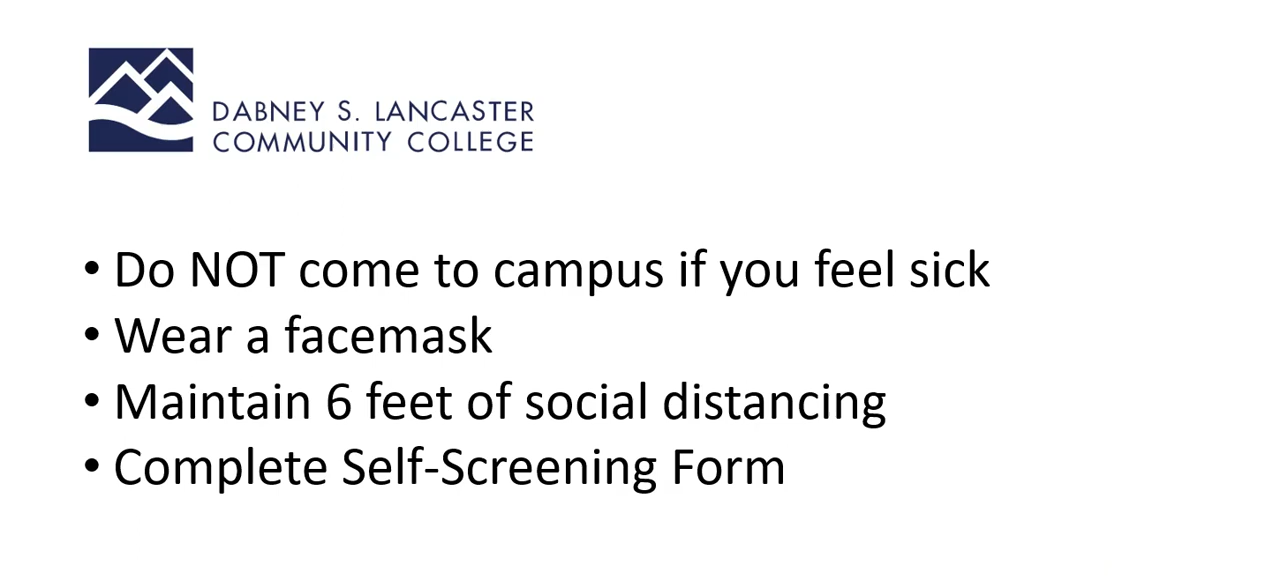 DABNEY S. LANCASTER
COMMUNITY COLLEGE
• Do NOT come to campus if you feel sick
• Wear a facemask
• Maintain 6 feet of social distancing
• Complete Self-Screening Form